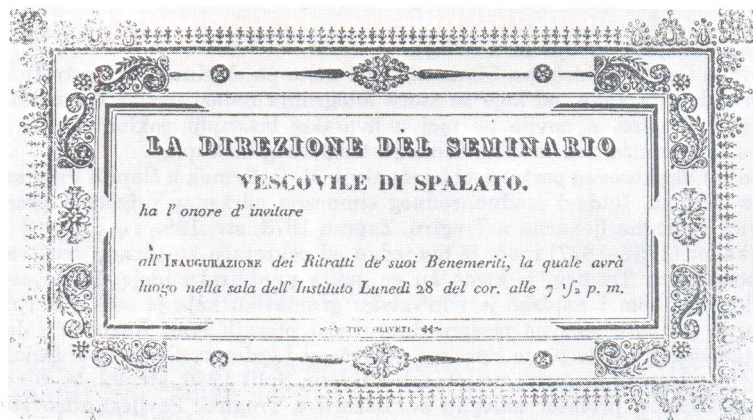 LA DIREZIONE DEL SEMINARIO
VESCOVILE DI SPALATO.
ha l'onore d'invitare
all'INAUGURAZIONE dei Ritratti de' suoi Benemeriti, la quale avrà
luogo nella sala dell'Instituto Lunedì 28 del cor. alle 7 ½ p. m.
TIP. OLIVETI.